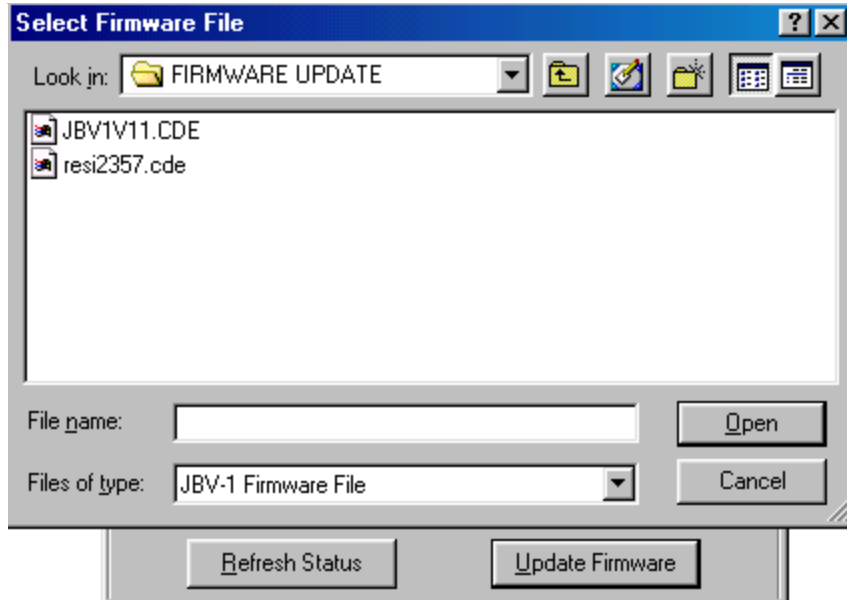 Select Firmware File
Look in: FIRMWARE UPDATE
JBV1V11.CDE
resi2357.cde
File name:
Open
Files of type: JBV-1 Firmware File
Cancel
Refresh Status Update Firmware